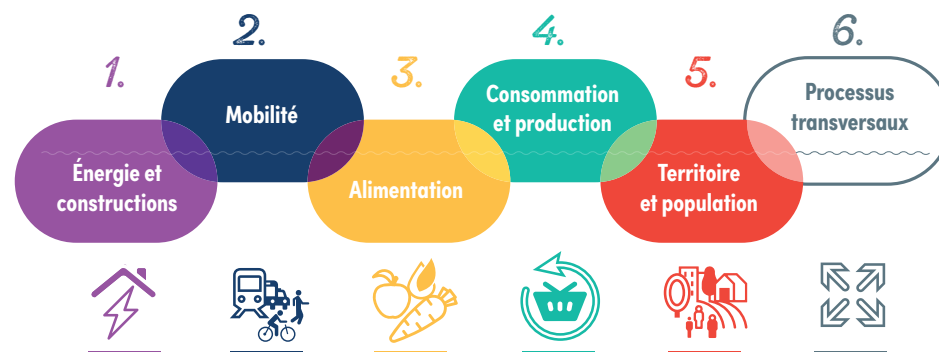 1.
Énergie et
constructions
2.
Mobilité
3.
Alimentation
4.
Consommation
et production
5.
Territoire
et population
6.
Processus
transversaux